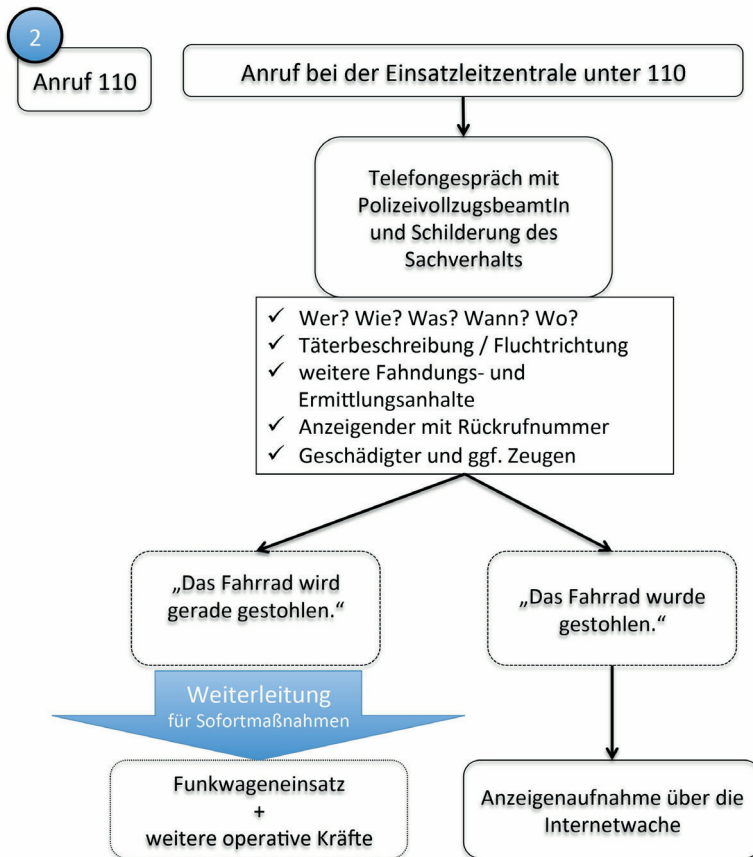 2
Anruf 110
Anruf bei der Einsatzleitzentrale unter 110
Telefongespräch mit
PolizeivollzugsbeamtIn
und Schilderung des
Sachverhalts
✓ Wer? Wie? Was? Wann? Wo?
✓ Täterbeschreibung / Fluchtrichtung
✓ weitere Fahndungs- und
Ermittlungsanhalte
✓ Anzeigender mit Rückrufnummer
✓ Geschädigter und ggf. Zeugen
„Das Fahrrad wird
gerade gestohlen.“
„Das Fahrrad wurde
gestohlen.“
Weiterleitung
für Sofortmaßnahmen
Funkwageneinsatz
+
weitere operative Kräfte
Anzeigenaufnahme über die
Internetwache